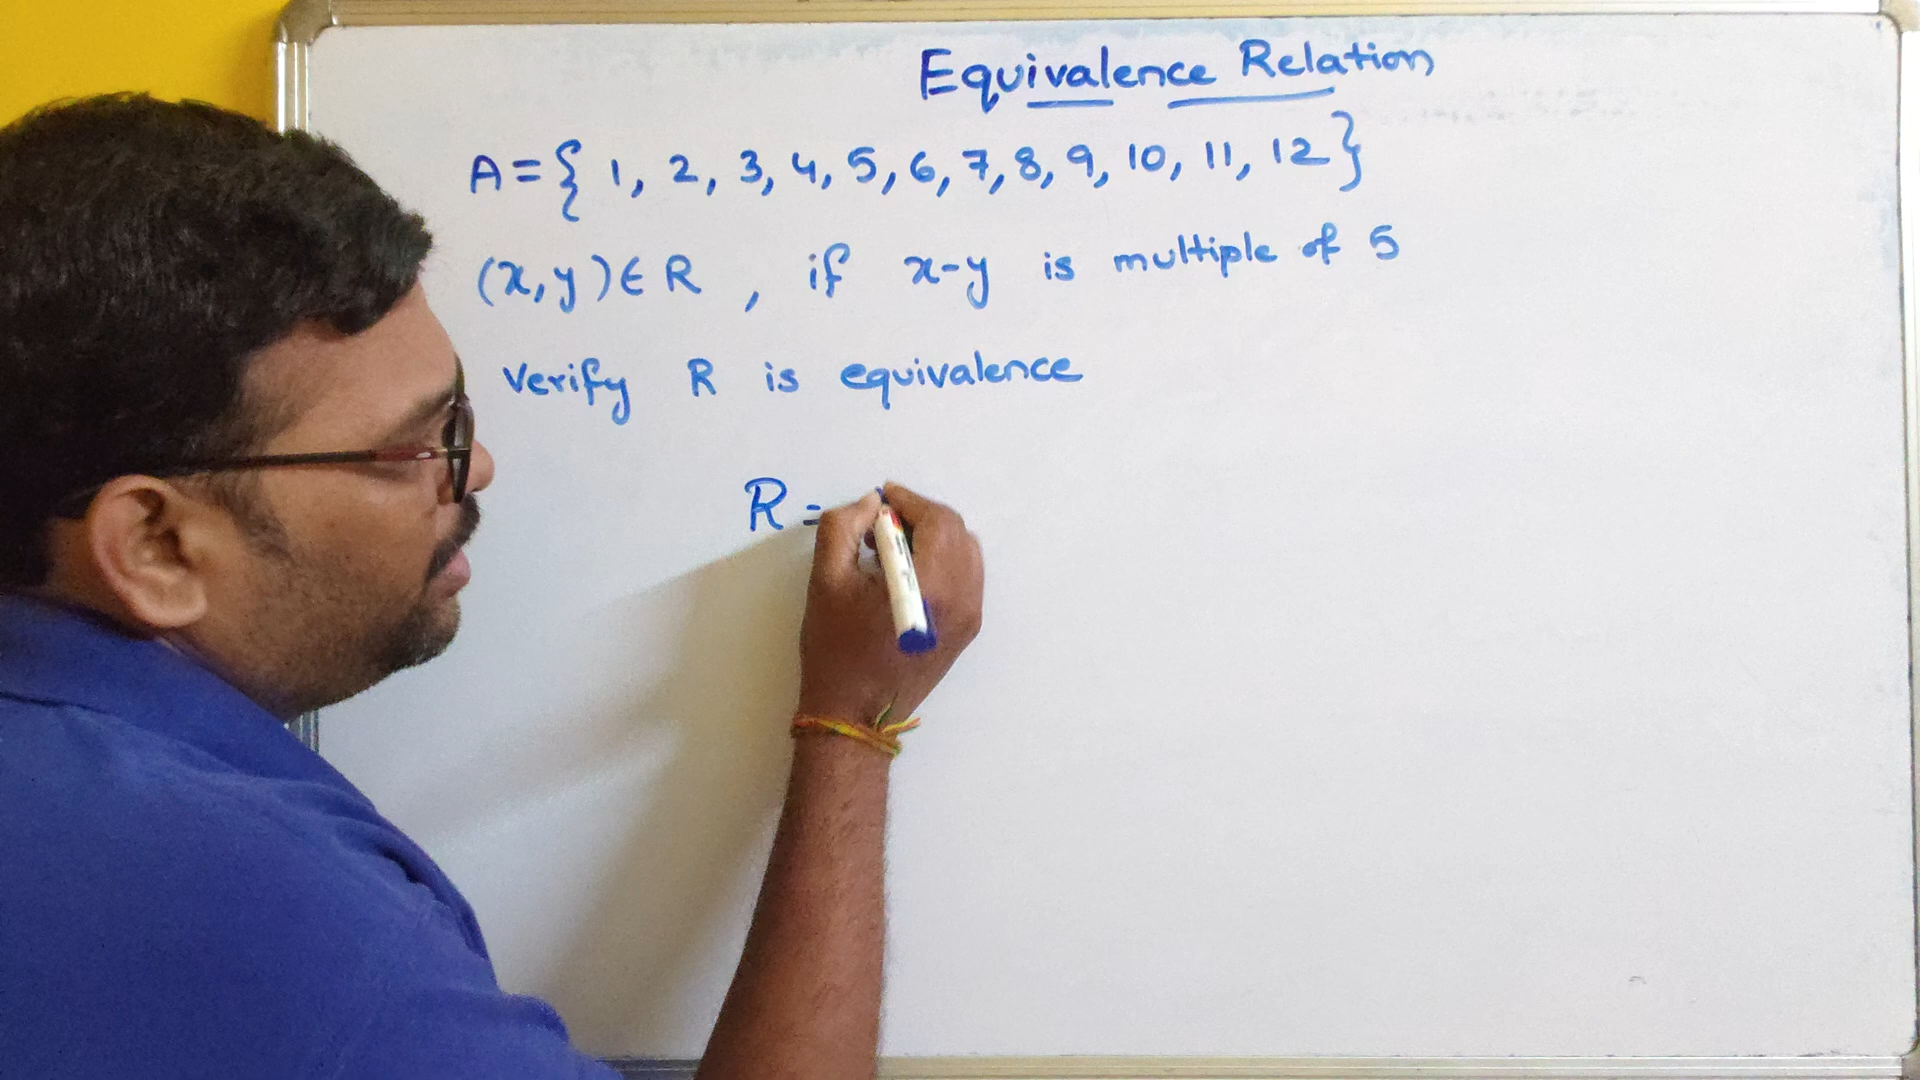 Equivalence Relation
A = { 1, 2, 3, 4, 5, 6, 7, 8, 9, 10, 11, 12 }
(x, y) ∈ R , if x-y is multiple of 5
Verify R is equivalence
R =